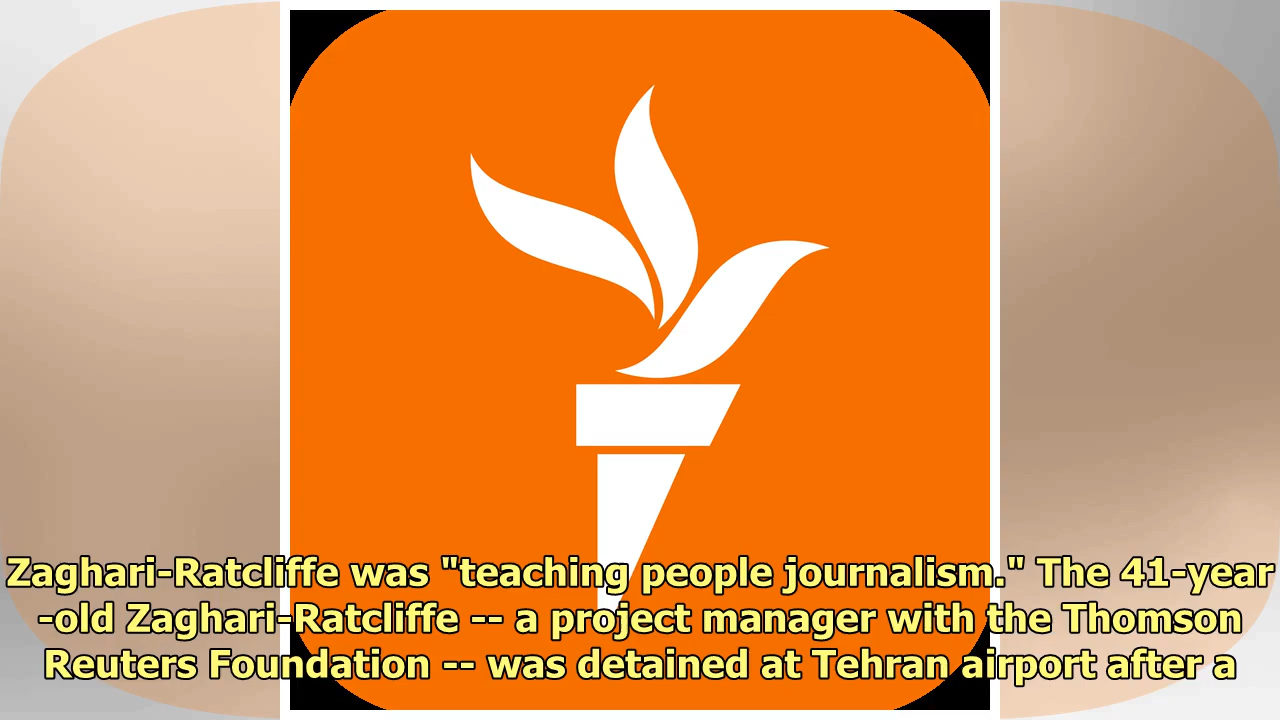 Zaghari-Ratcliffe was "teaching people journalism." The 41-year
-old Zaghari-Ratcliffe -- a project manager with the Thomson
Reuters Foundation -- was detained at Tehran airport after a